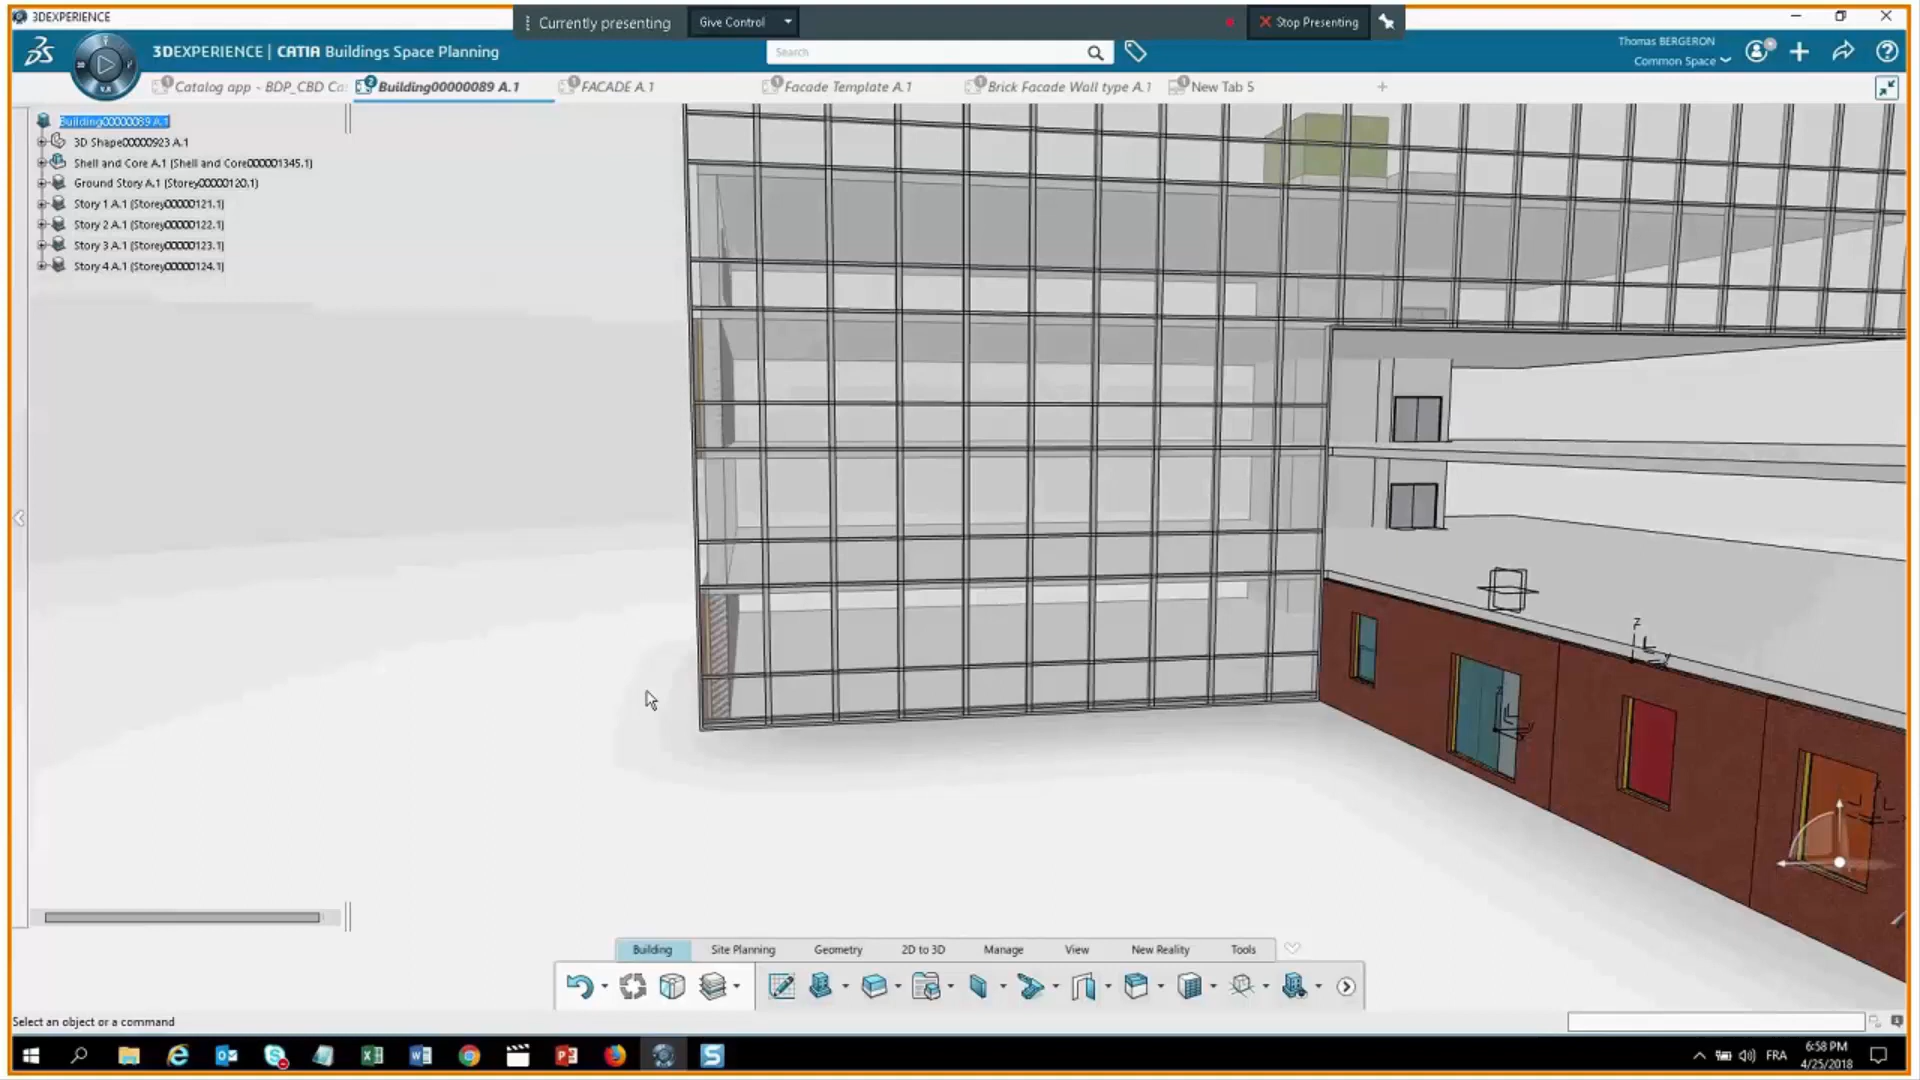 3DEXPERIENCE
Currently presenting
Give Control
Stop Presenting
3DEXPERIENCE | CATIA Buildings Space Planning
Search
Thomas BERGERON
Common Space
Catalog app - BDP_CBD Ca
Building00000089 A.1
FACADE A.1
Facade Template A.1
Brick Facade Wall type A.1
New Tab 5
Building00000089 A.1
3D Shape00000923 A.1
Shell and Core A.1 (Shell and Core000001345.1)
Ground Story A.1 (Storey00000120.1)
Story 1 A.1 (Storey00000121.1)
Story 2 A.1 (Storey00000122.1)
Story 3 A.1 (Storey00000123.1)
Story 4 A.1 (Storey00000124.1)
Building
Site Planning
Geometry
2D to 3D
Manage
View
New Reality
Tools
Select an object or a command
FRA
6:58 PM
4/25/2018